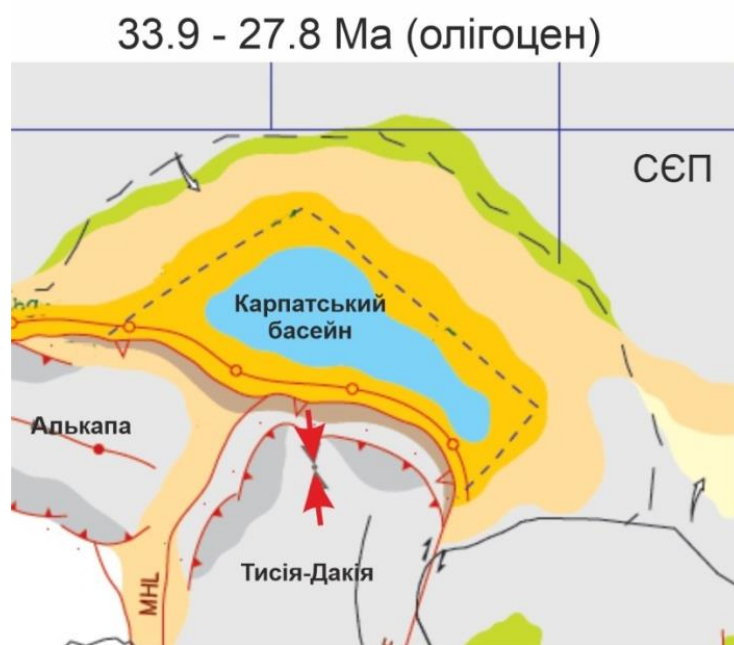 33.9 - 27.8 Ma (олігоцен)
СЄП
Карпатський
басейн
Алькапа
Тисія-Дакія
MHL